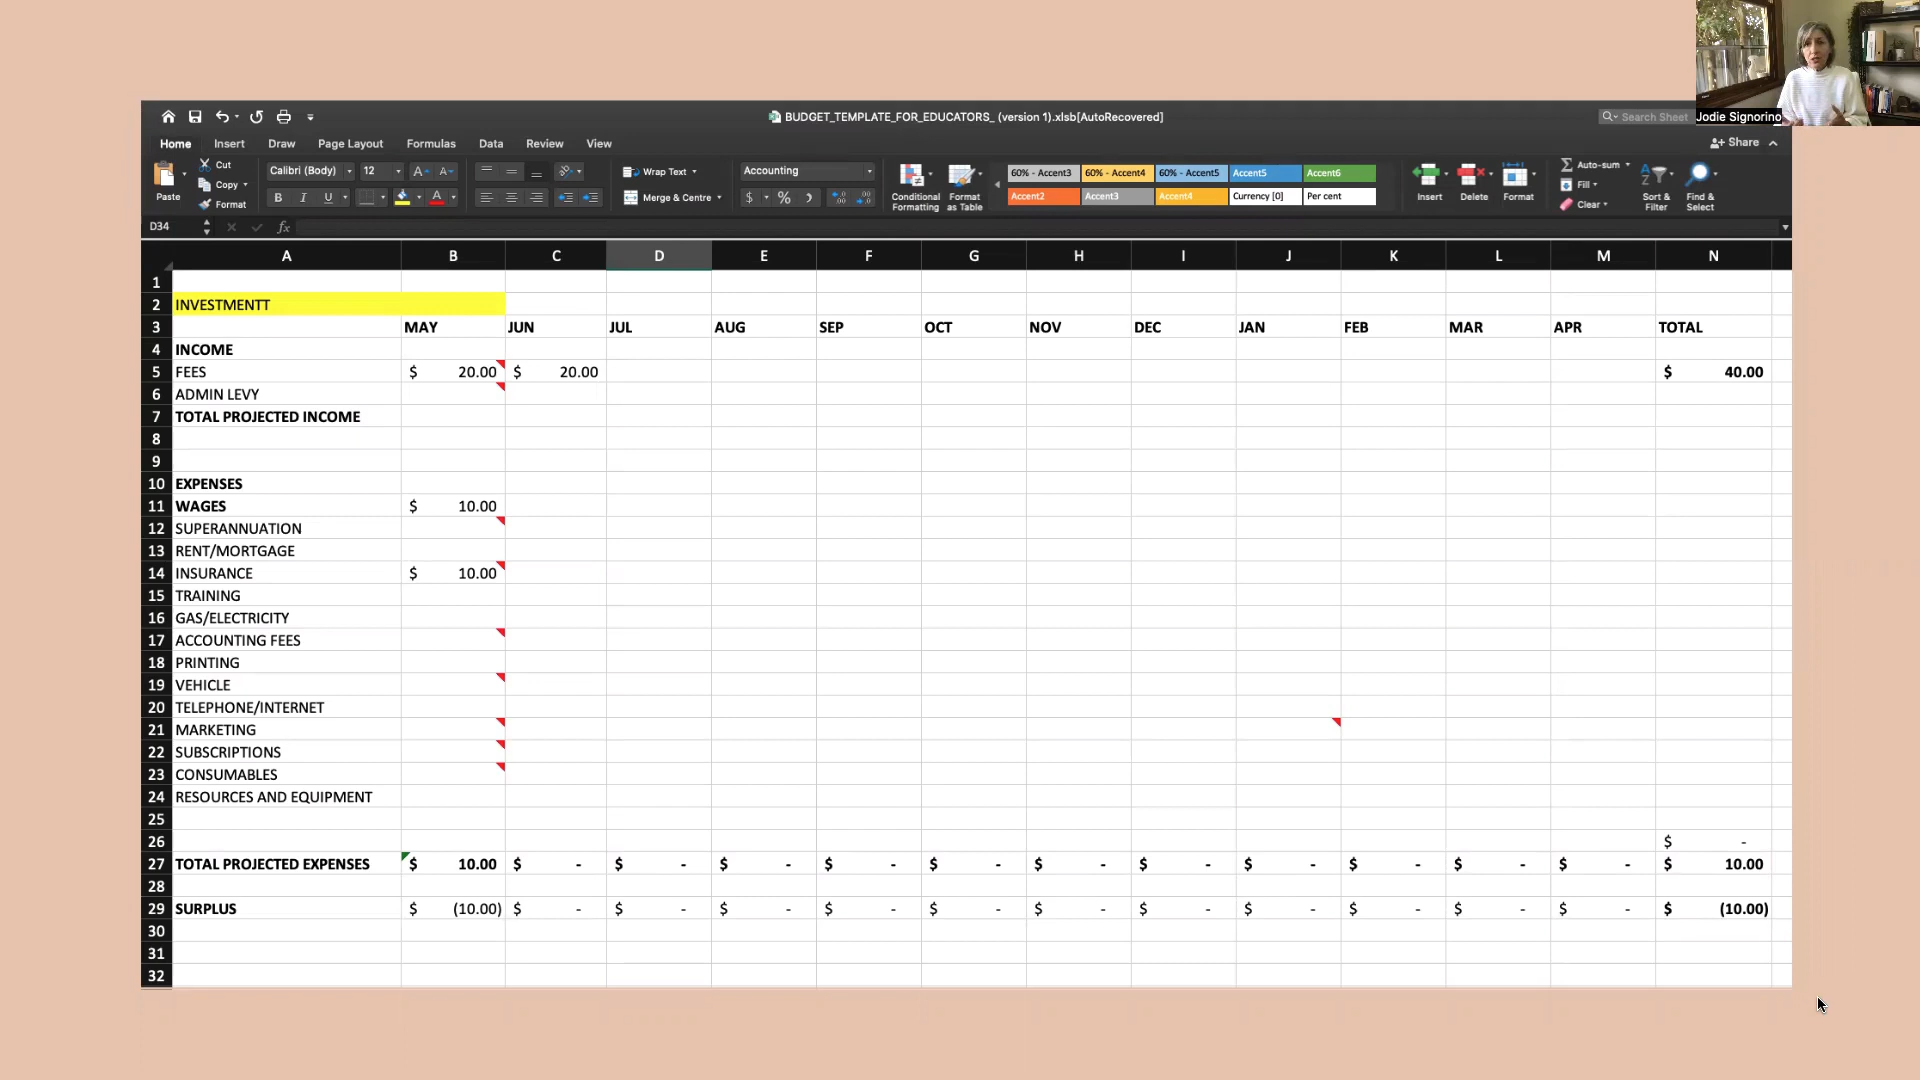 Jodie Signorino
BUDGET_TEMPLATE_FOR_EDUCATORS_ (version 1).xlsb[AutoRecovered]
Search Sheet
Home Insert Draw Page Layout Formulas Data Review View
Share
Paste
Cut
Copy
Format
Calibri (Body) 12
B I U
Wrap Text
Merge & Centre
Accounting
$ % )
Conditional Formatting
Format as Table
60% - Accent3 60% - Accent4 60% - Accent5 Accent5 Accent6
Accent2 Accent3 Accent4 Currency [0] Per cent
Insert Delete Format
Auto-sum
Fill
Clear
Sort & Filter
Find & Select
D34 fx
A B C D E F G H I J K L M N
1
2 INVESTMENTT
3 MAY JUN JUL AUG SEP OCT NOV DEC JAN FEB MAR APR TOTAL
4 INCOME
5 FEES $ 20.00 $ 20.00 $ 40.00
6 ADMIN LEVY
7 TOTAL PROJECTED INCOME
8
9
10 EXPENSES
11 WAGES $ 10.00
12 SUPERANNUATION
13 RENT/MORTGAGE
14 INSURANCE $ 10.00
15 TRAINING
16 GAS/ELECTRICITY
17 ACCOUNTING FEES
18 PRINTING
19 VEHICLE
20 TELEPHONE/INTERNET
21 MARKETING
22 SUBSCRIPTIONS
23 CONSUMABLES
24 RESOURCES AND EQUIPMENT
25
26 $ -
27 TOTAL PROJECTED EXPENSES $ 10.00 $ - $ - $ - $ - $ - $ - $ - $ - $ - $ - $ - $ 10.00
28
29 SURPLUS $ (10.00) $ - $ - $ - $ - $ - $ - $ - $ - $ - $ - $ - $ (10.00)
30
31
32